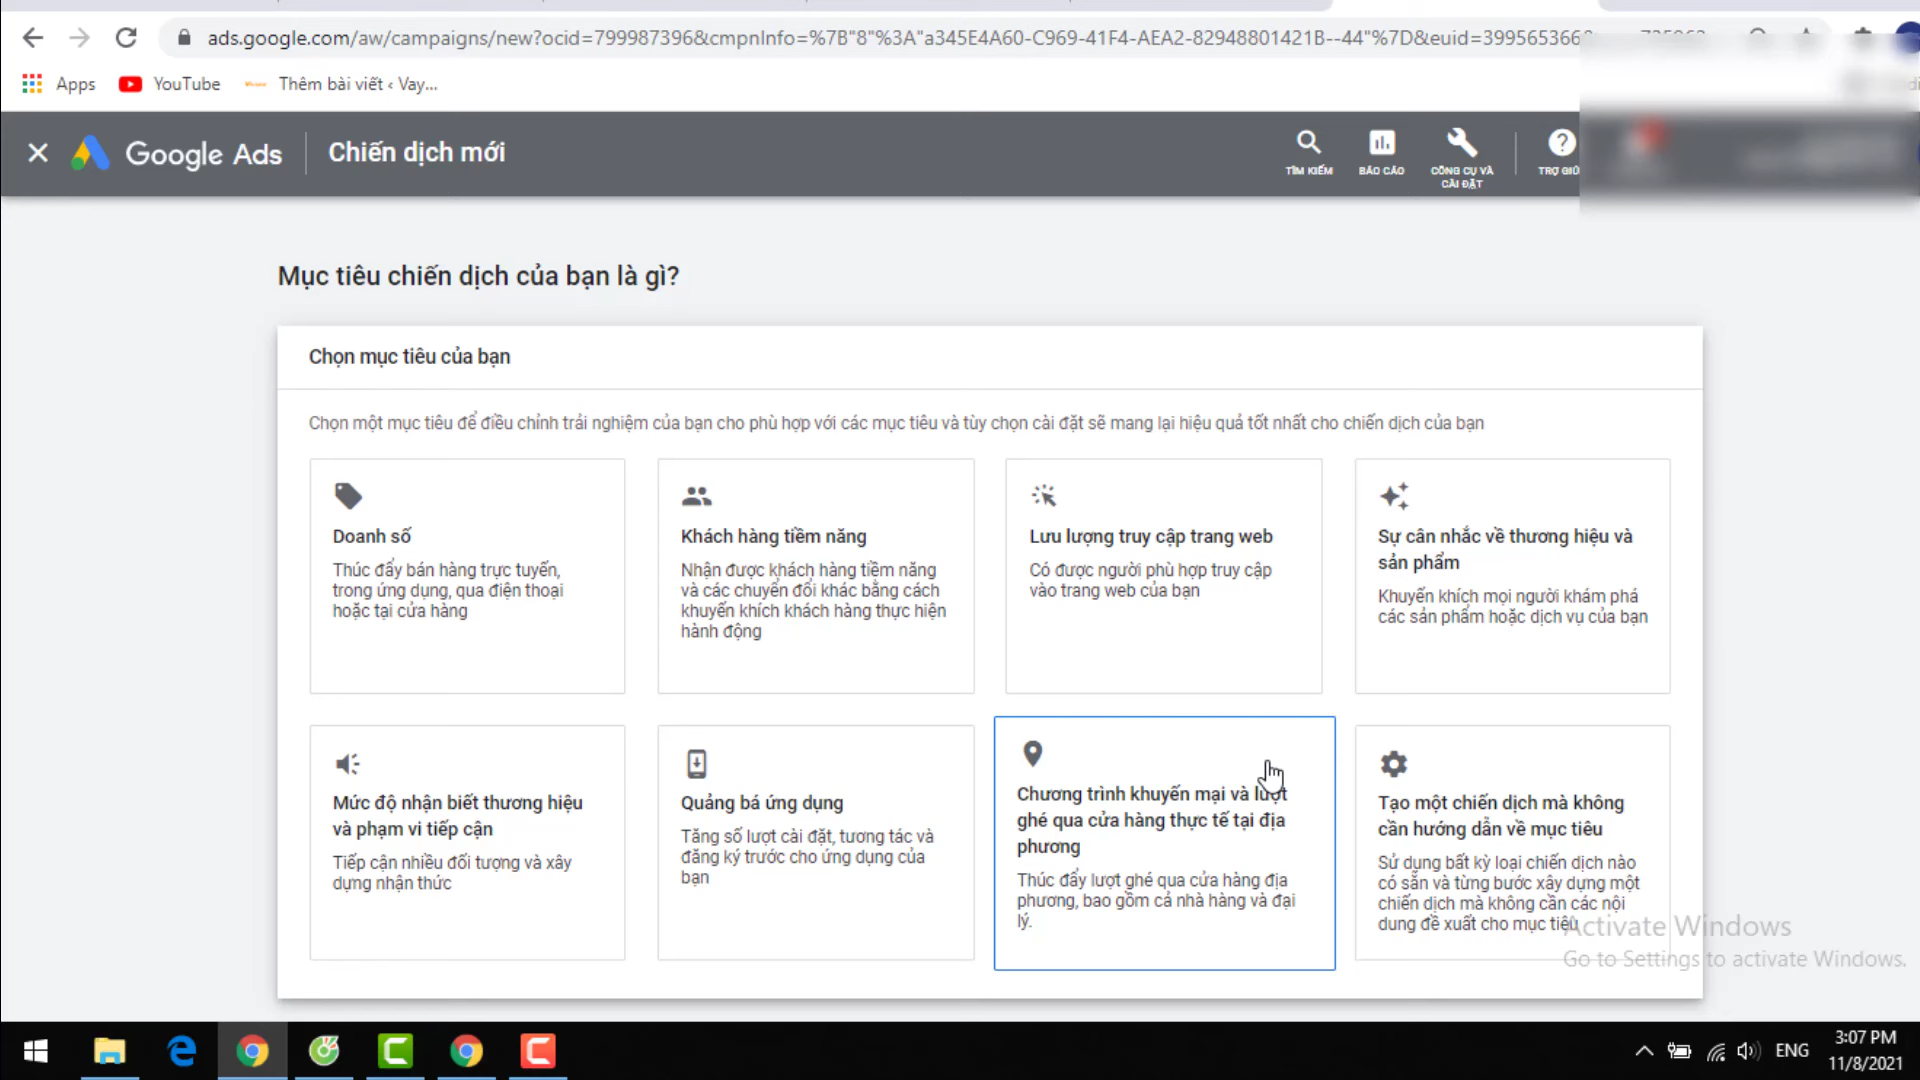 ads.google.com/aw/campaigns/new?ocid=799987396&cmpnInfo=%7B"8"%3A"a345E4A60-C969-41F4-AEA2-82948801421B--44"%7D&euid=399565366
Apps YouTube Thêm bài viết ‹ Vay...
Google Ads Chiến dịch mới
TÌM KIẾM BÁO CÁO CÔNG CỤ VÀ TRỢ GIÚ
CÀI ĐẶT
Mục tiêu chiến dịch của bạn là gì?
Chọn mục tiêu của bạn
Chọn một mục tiêu để điều chỉnh trải nghiệm của bạn cho phù hợp với các mục tiêu và tùy chọn cài đặt sẽ mang lại hiệu quả tốt nhất cho chiến dịch của bạn
Doanh số
Thúc đẩy bán hàng trực tuyến,
trong ứng dụng, qua điện thoại
hoặc tại cửa hàng
Khách hàng tiềm năng
Nhận được khách hàng tiềm năng
và các chuyển đổi khác bằng cách
khuyến khích khách hàng thực hiện
hành động
Lưu lượng truy cập trang web
Có được người phù hợp truy cập
vào trang web của bạn
Sự cân nhắc về thương hiệu và
sản phẩm
Khuyến khích mọi người khám phá
các sản phẩm hoặc dịch vụ của bạn
Mức độ nhận biết thương hiệu
và phạm vi tiếp cận
Tiếp cận nhiều đối tượng và xây
dựng nhận thức
Quảng bá ứng dụng
Tăng số lượt cài đặt, tương tác và
đăng ký trước cho ứng dụng của
bạn
Chương trình khuyến mại và lượt
ghé qua cửa hàng thực tế tại địa
phương
Thúc đẩy lượt ghé qua cửa hàng địa
phương, bao gồm cả nhà hàng và đại
lý.
Tạo một chiến dịch mà không
cần hướng dẫn về mục tiêu
Sử dụng bất kỳ loại chiến dịch nào
có sẵn và từng bước xây dựng một
chiến dịch mà không cần các nội
dung đề xuất cho mục tiêu
Activate Windows
Go to Settings to activate Windows.
ENG
3:07 PM
11/8/2021